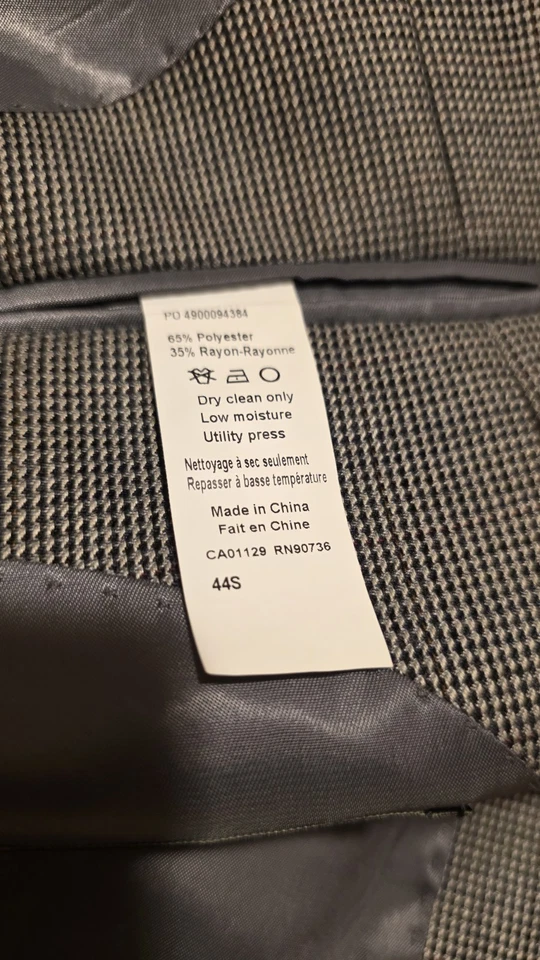 PO 4900094384
65% Polyester
35% Rayon-Rayonne
Dry clean only
Low moisture
Utility press
Nettoyage à sec seulement
Repasser à basse température
Made in China
Fait en Chine
CA01129 RN90736
44S